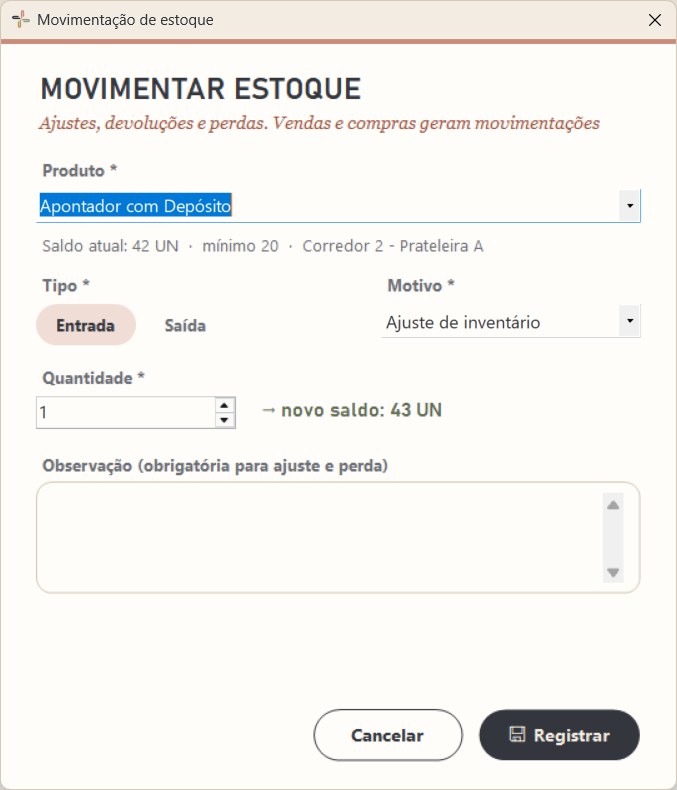 Movimentação de estoque
MOVIMENTAR ESTOQUE
Ajustes, devoluções e perdas. Vendas e compras geram movimentações
Produto *
Apontador com Depósito
Saldo atual: 42 UN · mínimo 20 · Corredor 2 - Prateleira A
Tipo *
Motivo *
Entrada
Saída
Ajuste de inventário
Quantidade *
1
→ novo saldo: 43 UN
Observação (obrigatória para ajuste e perda)
Cancelar
Registrar